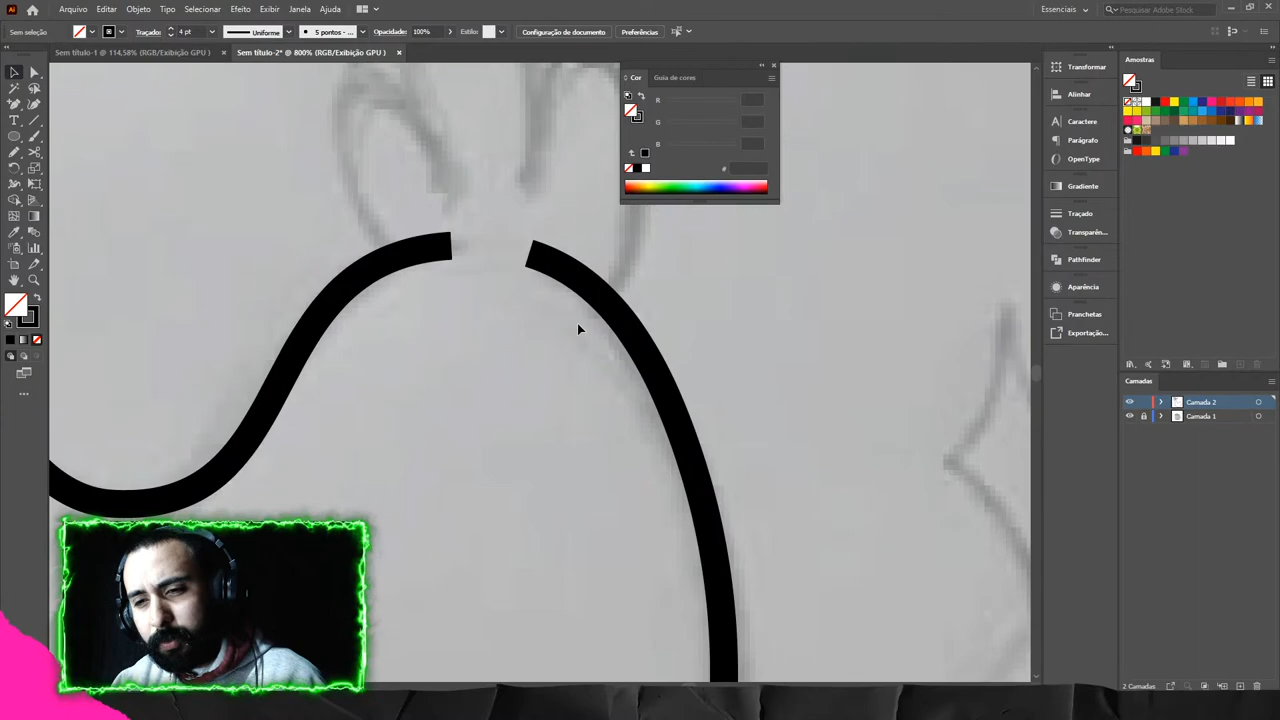 Ai Arquivo Editar Objeto Tipo Selecionar Efeito Exibir Janela Ajuda Essenciais Pesquisar Adobe Stock
Sem seleção Traçado: 4 pt Uniforme 5 pontos -... Opacidade: 100% Estilo: Configuração de documento Preferências
Sem título-1 @ 114,58% (RGB/Exibição GPU ) × Sem título-2* @ 800% (RGB/Exibição GPU ) ×
Cor Guia de cores
R
G
B
#
Transformar
Alinhar
Caractere
Parágrafo
OpenType
Gradiente
Traçado
Transparên...
Pathfinder
Aparência
Pranchetas
Exportação...
Amostras
Camadas
Camada 2
Camada 1
2 Camadas